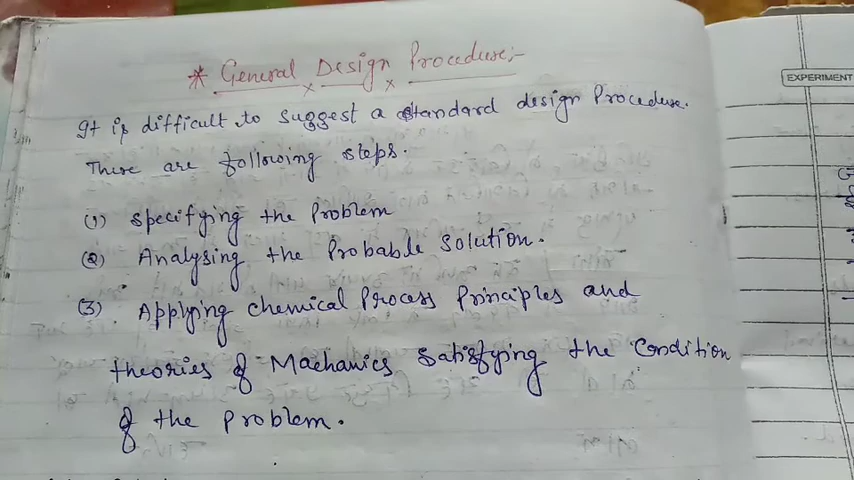 * General Design Procedure:-
It is difficult to suggest a standard design Procedure.
There are following steps.
(1) Specifying the Problem
(2) Analysing the Probable Solution.
(3) Applying chemical Process Principles and
theories of Mechanics Satisfying the Condition
of the Problem.
EXPERIMENT